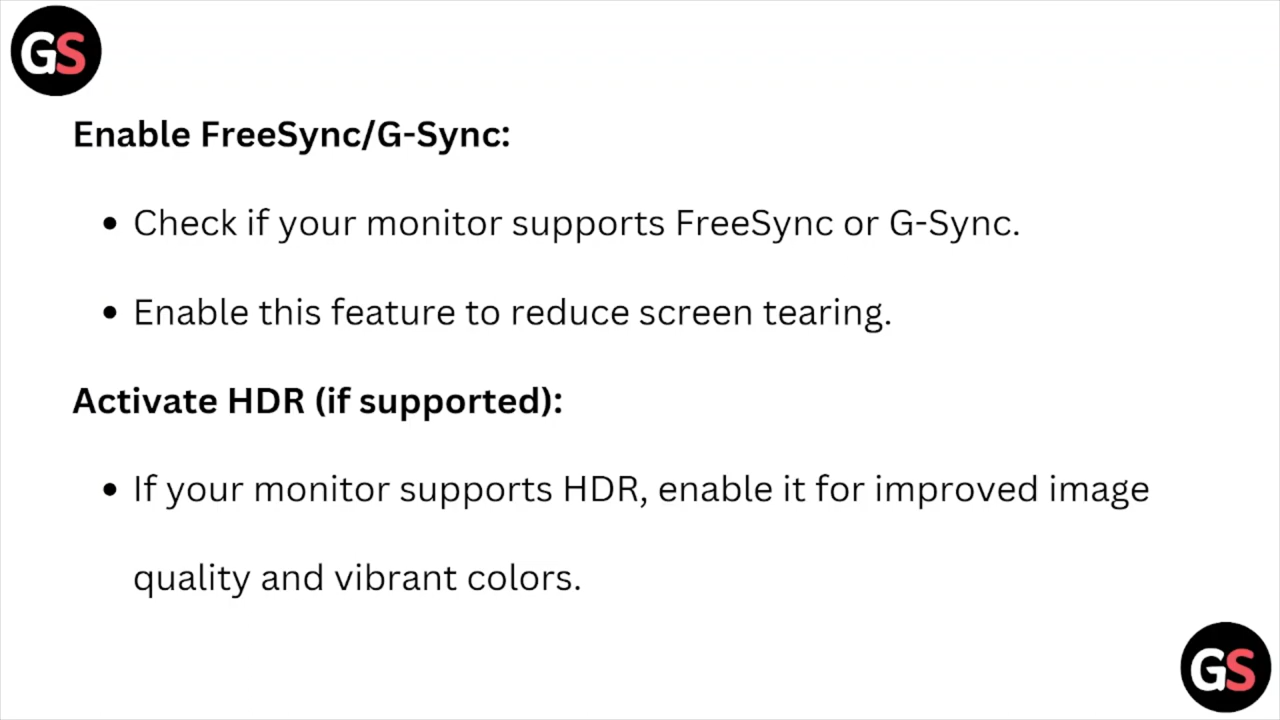 GS
Enable FreeSync/G-Sync:
• Check if your monitor supports FreeSync or G-Sync.
• Enable this feature to reduce screen tearing.
Activate HDR (if supported):
• If your monitor supports HDR, enable it for improved image
quality and vibrant colors.
GS